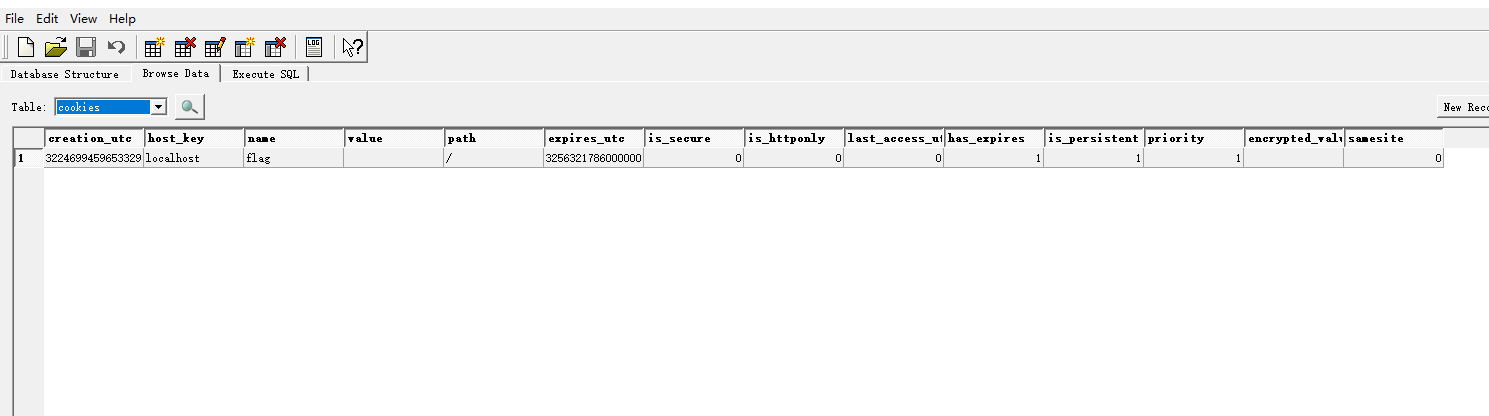 File Edit View Help
LOG
Database Structure Browse Data Execute SQL
Table: cookies New Reco
creation_utc host_key name value path expires_utc is_secure is_httponly last_access_ut has_expires is_persistent priority encrypted_valu samesite
1 3224699459653329 localhost flag / 3256321786000000 0 0 0 1 1 1 0